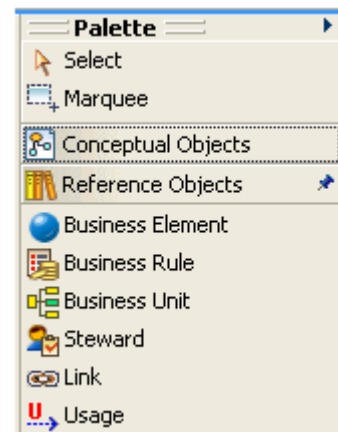 Palette
Select
Marquee
Conceptual Objects
Reference Objects
Business Element
Business Rule
Business Unit
Steward
Link
U Usage